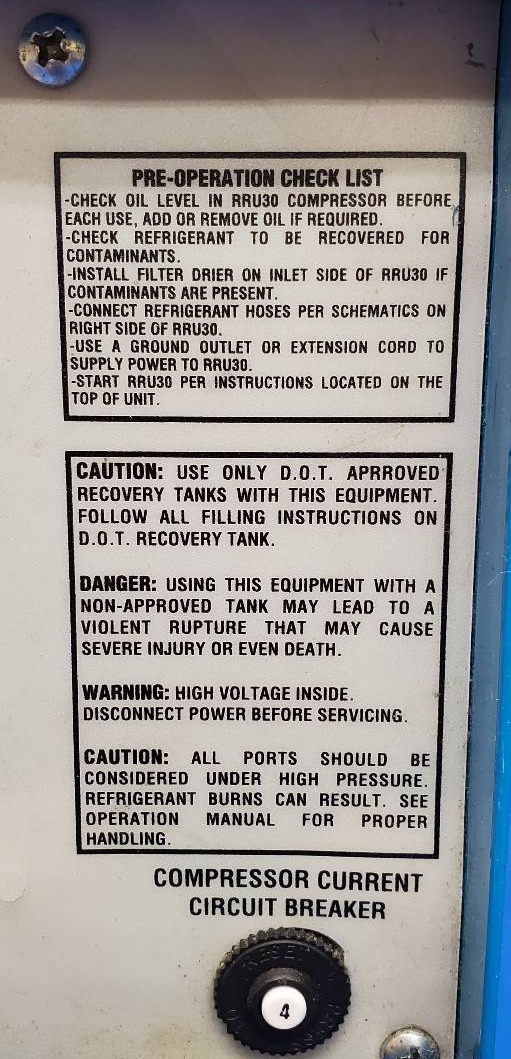 PRE-OPERATION CHECK LIST
-CHECK OIL LEVEL IN RRU30 COMPRESSOR BEFORE
EACH USE, ADD OR REMOVE OIL IF REQUIRED.
-CHECK REFRIGERANT TO BE RECOVERED FOR
CONTAMINANTS.
-INSTALL FILTER DRIER ON INLET SIDE OF RRU30 IF
CONTAMINANTS ARE PRESENT.
-CONNECT REFRIGERANT HOSES PER SCHEMATICS ON
RIGHT SIDE OF RRU30.
-USE A GROUND OUTLET OR EXTENSION CORD TO
SUPPLY POWER TO RRU30.
-START RRU30 PER INSTRUCTIONS LOCATED ON THE
TOP OF UNIT.
CAUTION: USE ONLY D.O.T. APRROVED
RECOVERY TANKS WITH THIS EQUIPMENT.
FOLLOW ALL FILLING INSTRUCTIONS ON
D.O.T. RECOVERY TANK.
DANGER: USING THIS EQUIPMENT WITH A
NON-APPROVED TANK MAY LEAD TO A
VIOLENT RUPTURE THAT MAY CAUSE
SEVERE INJURY OR EVEN DEATH.
WARNING: HIGH VOLTAGE INSIDE.
DISCONNECT POWER BEFORE SERVICING.
CAUTION: ALL PORTS SHOULD BE
CONSIDERED UNDER HIGH PRESSURE.
REFRIGERANT BURNS CAN RESULT. SEE
OPERATION MANUAL FOR PROPER
HANDLING.
COMPRESSOR CURRENT
CIRCUIT BREAKER
RESET
4